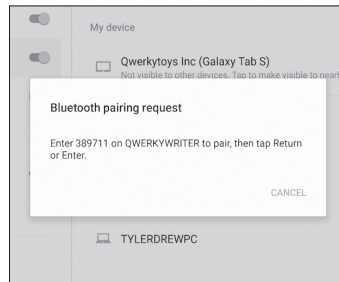 My device
Qwerkytoys Inc (Galaxy Tab S)
Not visible to other devices. Tap to make visible to nearl
Bluetooth pairing request
Enter 389711 on QWERKYWRITER to pair, then tap Return
or Enter.
CANCEL
TYLERDREWPC